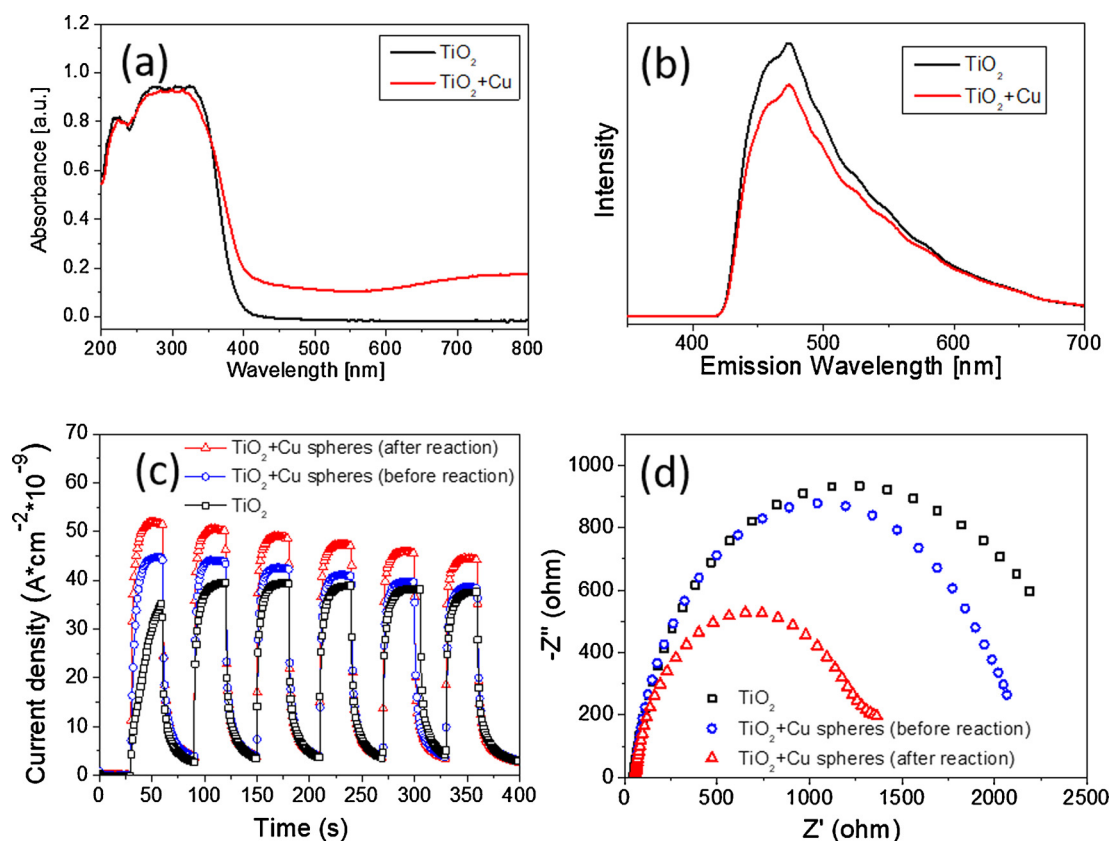 (a)
TiO2
TiO2+Cu
Absorbance [a.u.]
1.2
1.0
0.8
0.6
0.4
0.2
0.0
200 300 400 500 600 700 800
Wavelength [nm]
(b)
TiO2
TiO2+Cu
Intensity
400 500 600 700
Emission Wavelength [nm]
(c)
TiO2+Cu spheres (after reaction)
TiO2+Cu spheres (before reaction)
TiO2
Current density (A*cm-2*10-9)
70
60
50
40
30
20
10
0
0 50 100 150 200 250 300 350 400
Time (s)
(d)
-Z'' (ohm)
1000
800
600
400
200
0
TiO2
TiO2+Cu spheres (before reaction)
TiO2+Cu spheres (after reaction)
0 500 1000 1500 2000 2500
Z' (ohm)